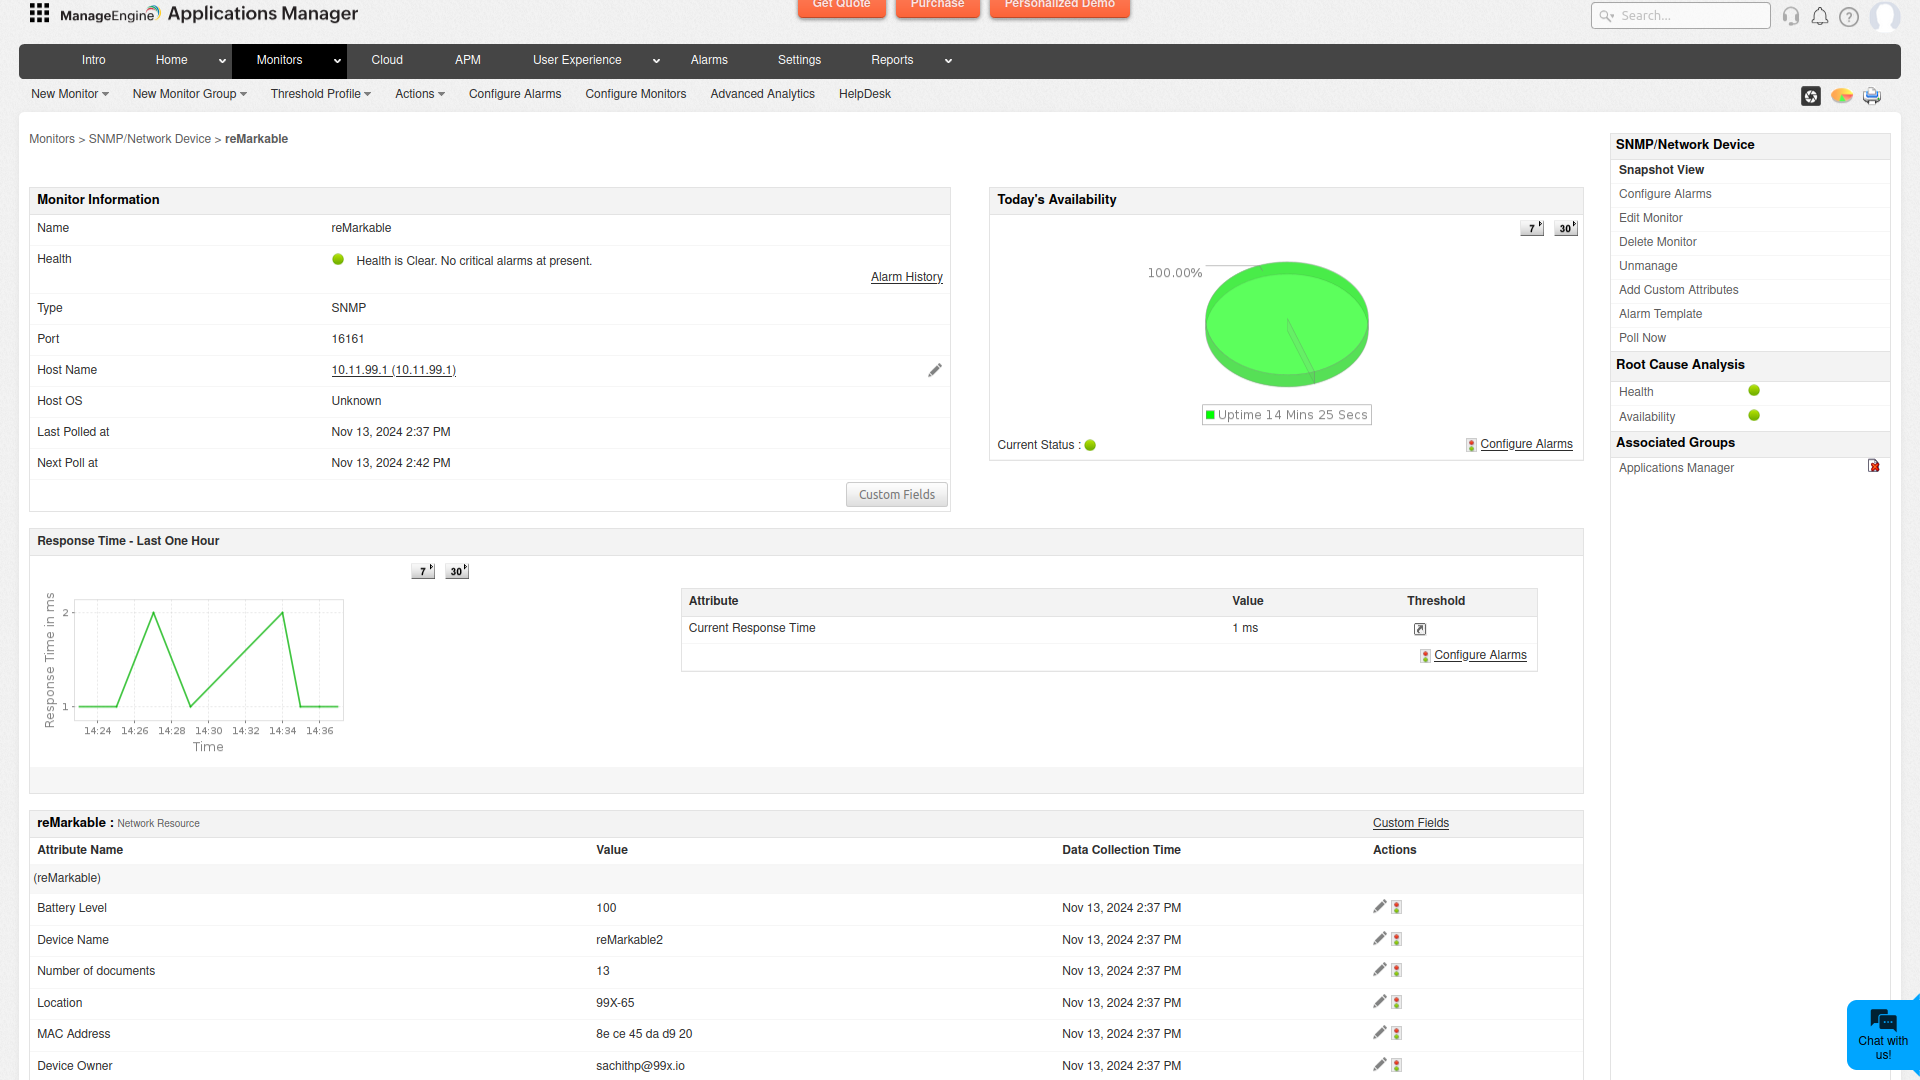 ManageEngine Applications Manager
Get Quote Purchase Personalized Demo
Search...
Intro Home Monitors Cloud APM User Experience Alarms Settings Reports
New Monitor New Monitor Group Threshold Profile Actions Configure Alarms Configure Monitors Advanced Analytics HelpDesk
Monitors > SNMP/Network Device > reMarkable
Monitor Information
Name reMarkable
Health Health is Clear. No critical alarms at present.
Alarm History
Type SNMP
Port 16161
Host Name 10.11.99.1 (10.11.99.1)
Host OS Unknown
Last Polled at Nov 13, 2024 2:37 PM
Next Poll at Nov 13, 2024 2:42 PM
Custom Fields
Today's Availability
7 30
100.00%
Uptime 14 Mins 25 Secs
Current Status : Configure Alarms
SNMP/Network Device
Snapshot View
Configure Alarms
Edit Monitor
Delete Monitor
Unmanage
Add Custom Attributes
Alarm Template
Poll Now
Root Cause Analysis
Health
Availability
Associated Groups
Applications Manager
Response Time - Last One Hour
7 30
Response Time in ms
2
1
14:24 14:26 14:28 14:30 14:32 14:34 14:36
Time
Attribute Value Threshold
Current Response Time 1 ms
Configure Alarms
reMarkable : Network Resource Custom Fields
Attribute Name Value Data Collection Time Actions
(reMarkable)
Battery Level 100 Nov 13, 2024 2:37 PM
Device Name reMarkable2 Nov 13, 2024 2:37 PM
Number of documents 13 Nov 13, 2024 2:37 PM
Location 99X-65 Nov 13, 2024 2:37 PM
MAC Address 8e ce 45 da d9 20 Nov 13, 2024 2:37 PM
Device Owner sachithp@99x.io Nov 13, 2024 2:37 PM
Chat with
us!